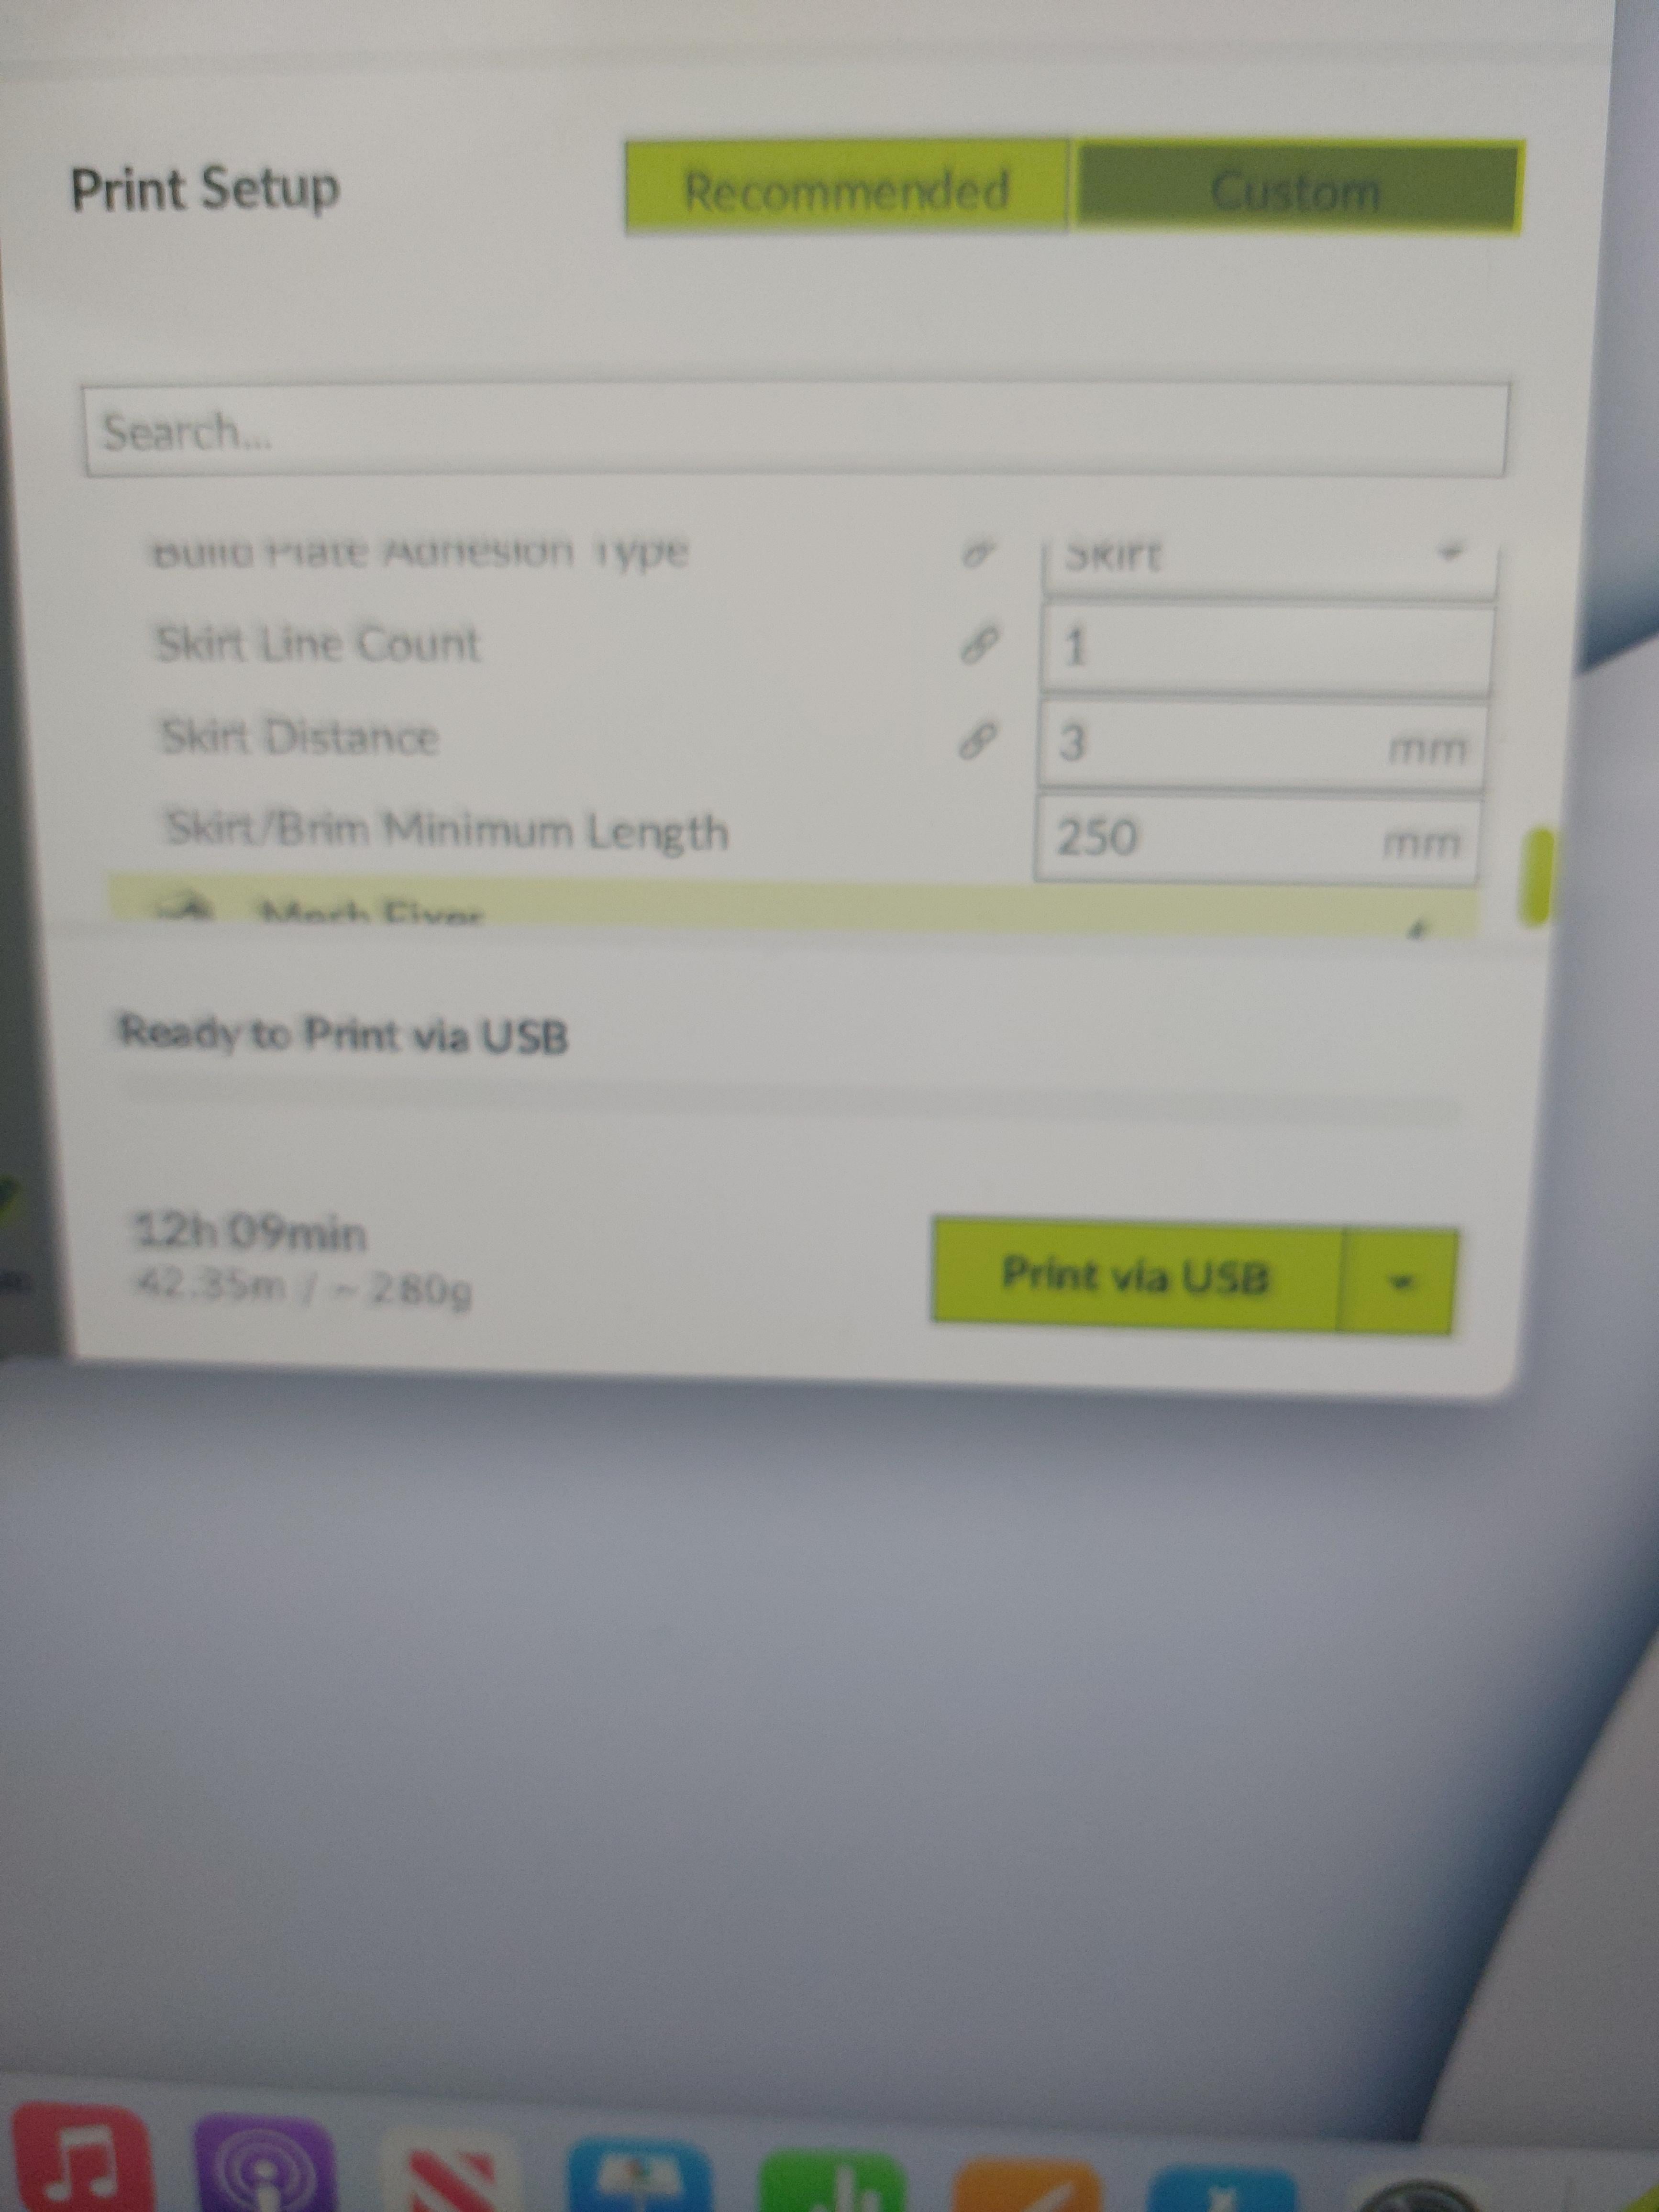 Print Setup Recommended Custom
Search...
Build Plate Adhesion Type Skirt
Skirt Line Count 1
Skirt Distance 3 mm
Skirt/Brim Minimum Length 250 mm
Mesh Fixes
Ready to Print via USB
12h 09min
42.35m / ~ 280g
Print via USB